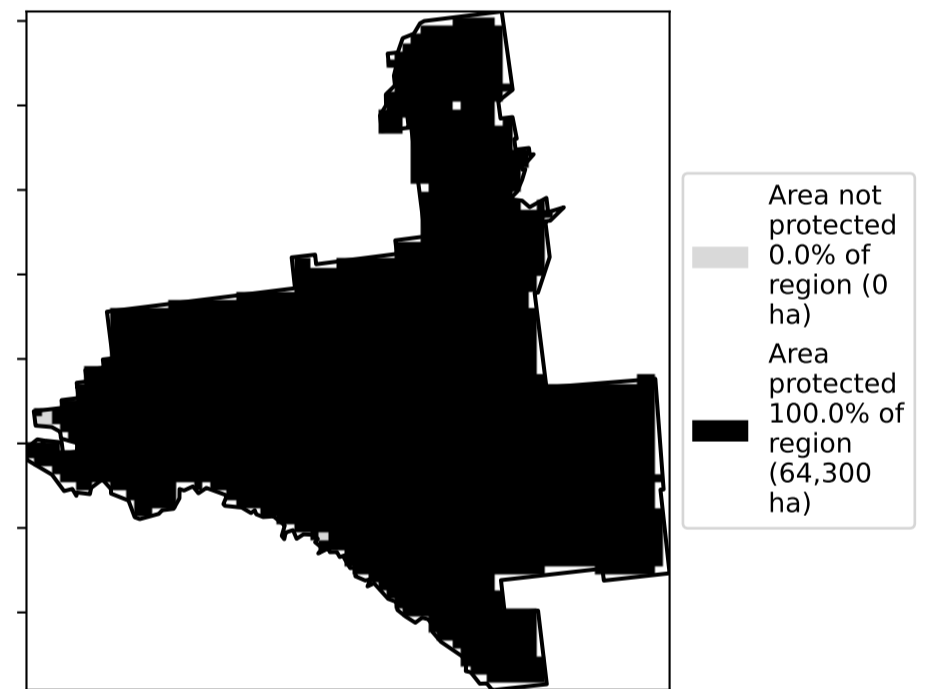 Area not
protected
0.0% of
region (0
ha)
Area
protected
100.0% of
region
(64,300
ha)